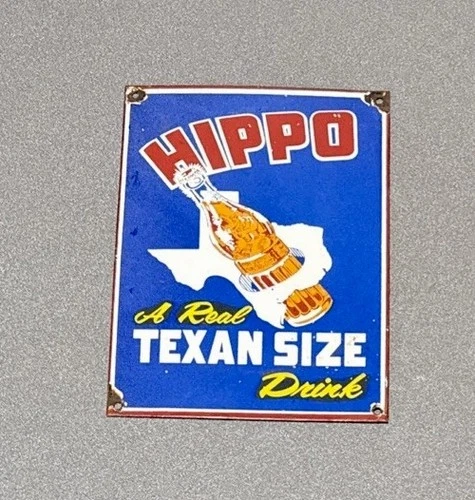 HIPPO
A Real
TEXAN SIZE
Drink